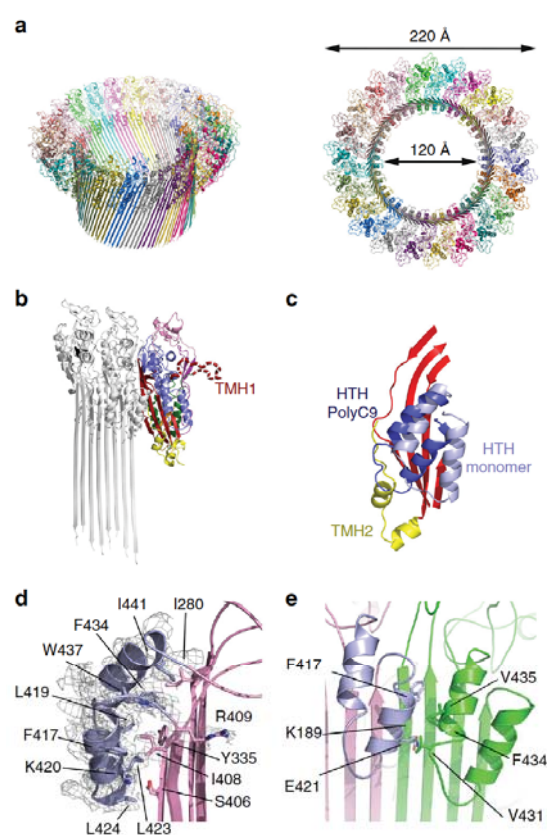 a
220 Å
120 Å
b
TMH1
c
HTH
PolyC9
HTH
monomer
TMH2
d
I441
I280
F434
W437
L419
R409
F417
Y335
K420
I408
S406
L424
L423
e
F417
V435
K189
F434
E421
V431